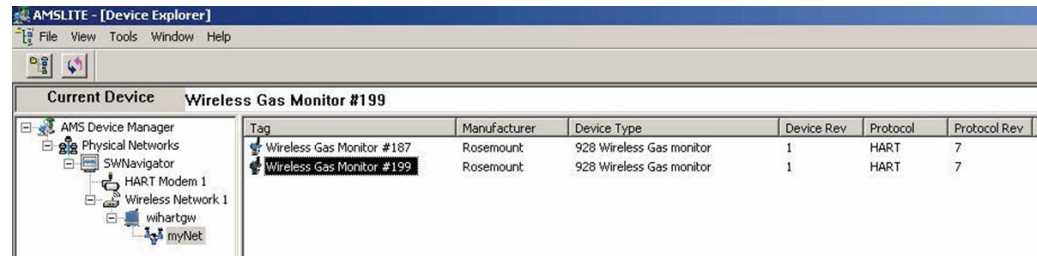 AMSLITE - [Device Explorer]
File View Tools Window Help
Current Device Wireless Gas Monitor #199
AMS Device Manager
Physical Networks
SWNavigator
HART Modem 1
Wireless Network 1
wihartgw
myNet
Tag Manufacturer Device Type Device Rev Protocol Protocol Rev
Wireless Gas Monitor #187 Rosemount 928 Wireless Gas monitor 1 HART 7
Wireless Gas Monitor #199 Rosemount 928 Wireless Gas monitor 1 HART 7